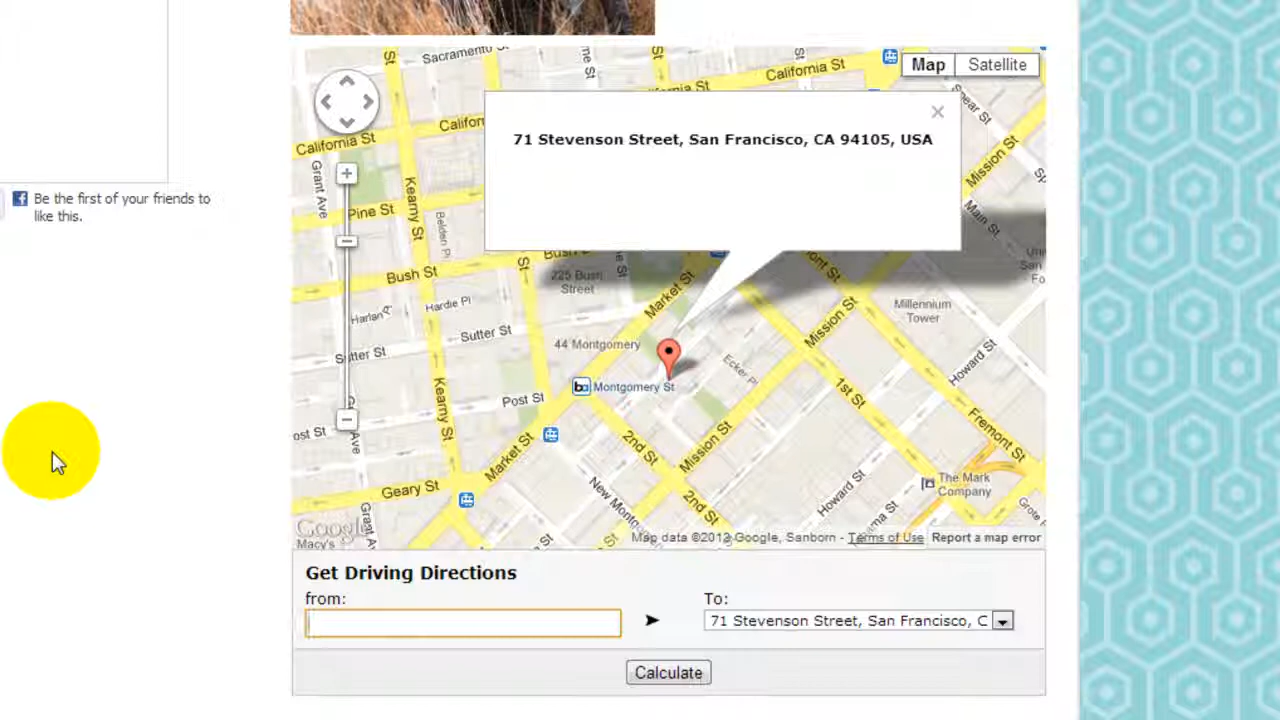 Sacramento St
California St
Map
Satellite
71 Stevenson Street, San Francisco, CA 94105, USA
California St
Grant Ave
Kearny St
Pine St
Belden Pl
Mission St
Main St
Be the first of your friends to
like this.
Bush St
225 Bush
Street
Hardie Pl
Harlan
Market St
Mission St
Millennium
Tower
Sutter St
Sutter St
44 Montgomery
Ecker Pl
Howard St
Montgomery St
Kearny St
Post St
1st St
Fremont St
ost St
Market St
2nd St
Mission St
The Mark
Company
Geary St
New Montgom
2nd St
Howard St
Google
Macy's
Map data ©2012 Google, Sanborn - Terms of Use
Report a map error
Get Driving Directions
from:
To:
71 Stevenson Street, San Francisco, C
Calculate